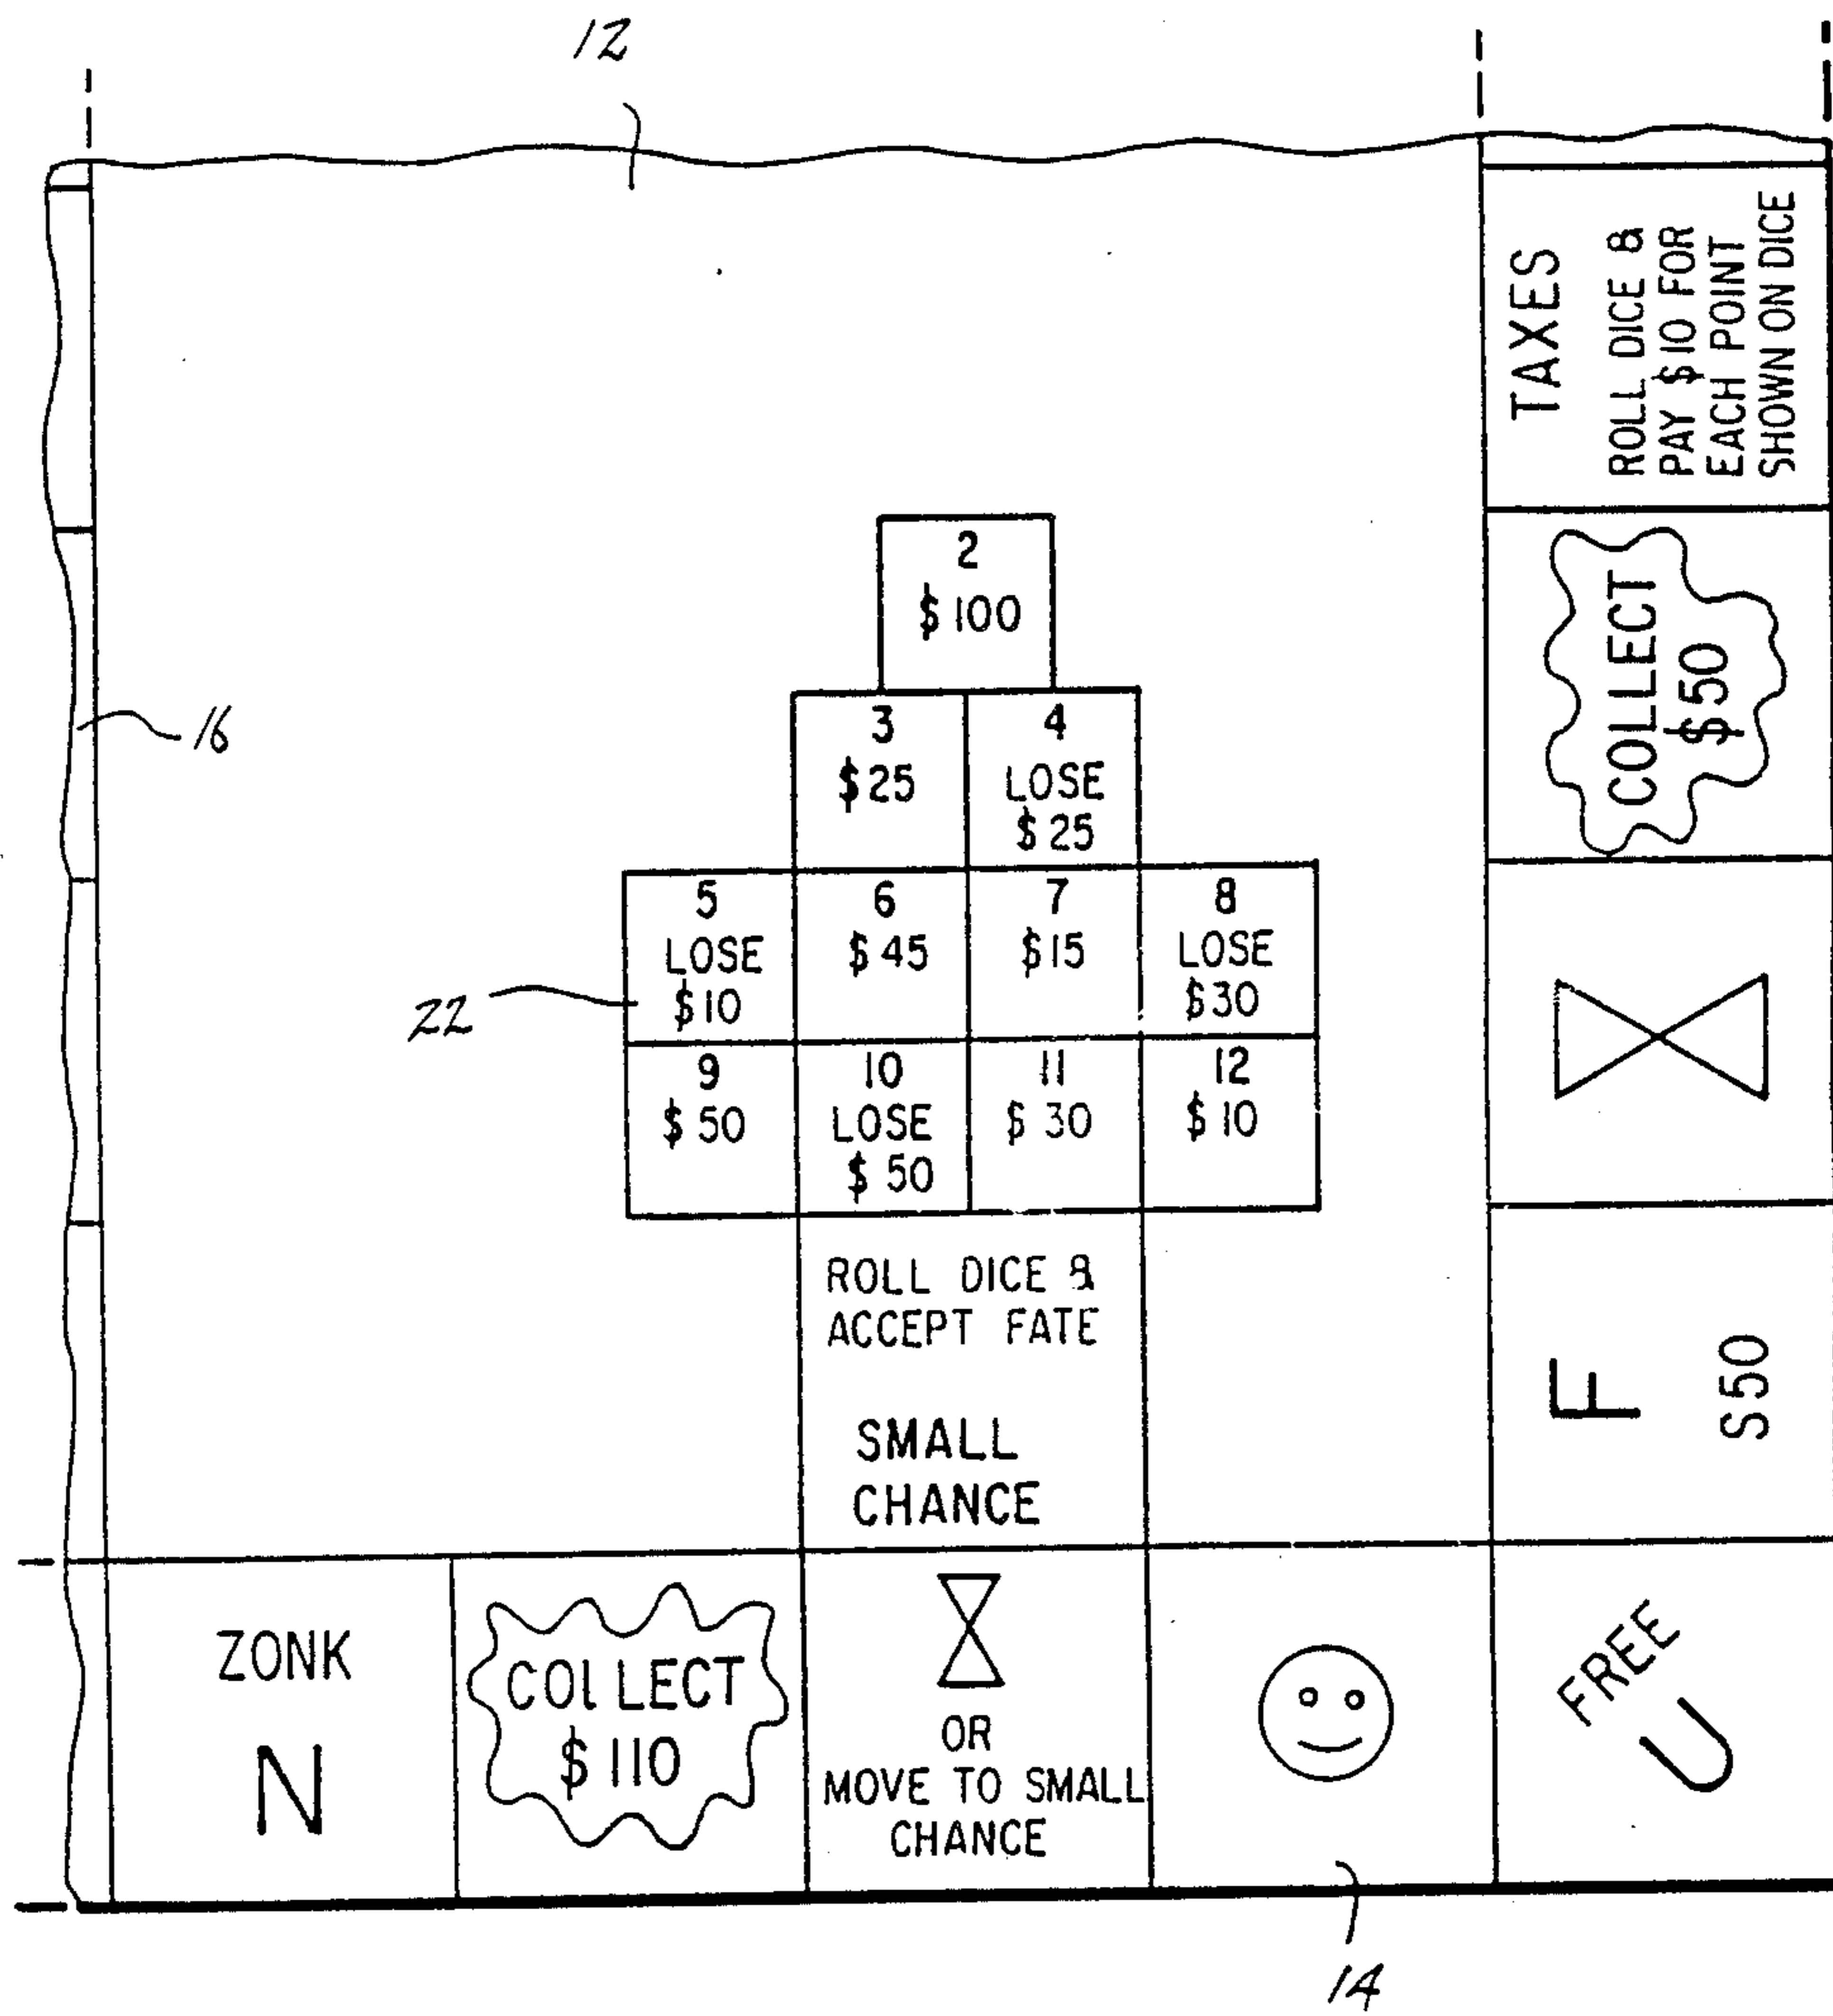 12
TAXES
ROLL DICE &
PAY $10 FOR
EACH POINT
SHOWN ON DICE
2
$100
COLLECT
$50
3
$25
4
LOSE
$25
16
5
LOSE
$10
6
$45
7
$15
8
LOSE
$30
22
9
$50
10
LOSE
$50
11
$30
12
$10
ROLL DICE &
ACCEPT FATE
SMALL
CHANCE
F
$50
ZONK
N
COLLECT
$110
OR
MOVE TO SMALL
CHANCE
FREE
U
14